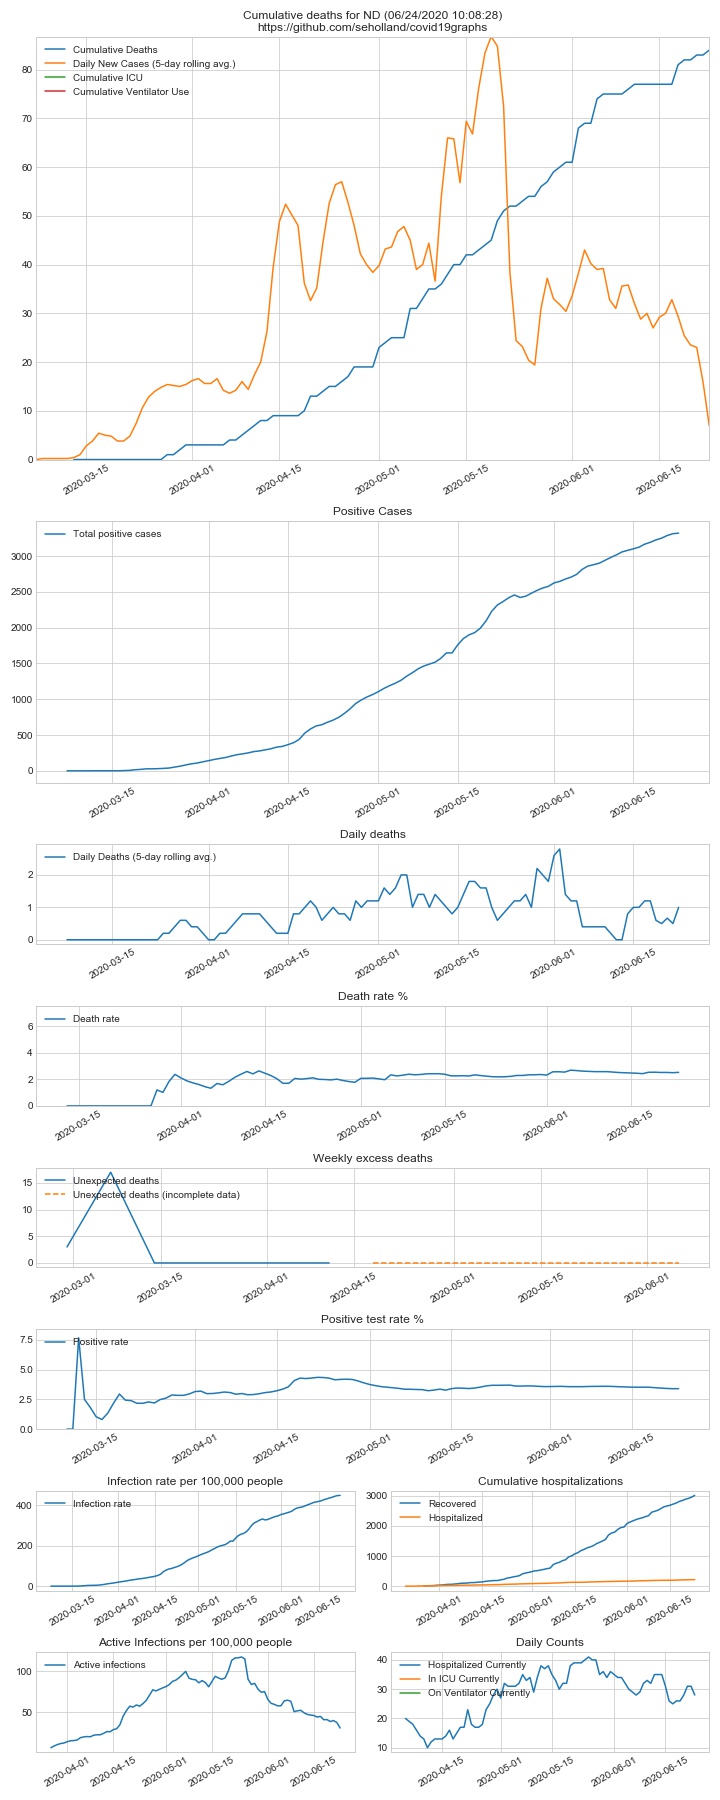 Cumulative deaths for ND (06/24/2020 10:08:28)
https://github.com/seholland/covid19graphs
Cumulative Deaths
Daily New Cases (5-day rolling avg.)
Cumulative ICU
Cumulative Ventilator Use
80
70
60
50
40
30
20
10
0
2020-03-15 2020-04-01 2020-04-15 2020-05-01 2020-05-15 2020-06-01 2020-06-15
Positive Cases
Total positive cases
3000
2500
2000
1500
1000
500
0
2020-03-15 2020-04-01 2020-04-15 2020-05-01 2020-05-15 2020-06-01 2020-06-15
Daily deaths
Daily Deaths (5-day rolling avg.)
2
1
0
2020-03-15 2020-04-01 2020-04-15 2020-05-01 2020-05-15 2020-06-01 2020-06-15
Death rate %
Death rate
6
4
2
0
2020-03-15 2020-04-01 2020-04-15 2020-05-01 2020-05-15 2020-06-01 2020-06-15
Weekly excess deaths
Unexpected deaths
Unexpected deaths (incomplete data)
15
10
5
0
2020-03-01 2020-03-15 2020-04-01 2020-04-15 2020-05-01 2020-05-15 2020-06-01
Positive test rate %
Positive rate
7.5
5.0
2.5
0.0
2020-03-15 2020-04-01 2020-04-15 2020-05-01 2020-05-15 2020-06-01 2020-06-15
Infection rate per 100,000 people
Infection rate
400
200
0
2020-03-15 2020-04-01 2020-04-15 2020-05-01 2020-05-15 2020-06-01 2020-06-15
Cumulative hospitalizations
Recovered
Hospitalized
3000
2000
1000
0
2020-04-01 2020-04-15 2020-05-01 2020-05-15 2020-06-01 2020-06-15
Active Infections per 100,000 people
Active infections
100
50
2020-04-01 2020-04-15 2020-05-01 2020-05-15 2020-06-01 2020-06-15
Daily Counts
Hospitalized Currently
In ICU Currently
On Ventilator Currently
40
30
20
10
2020-04-15 2020-05-01 2020-05-15 2020-06-01 2020-06-15